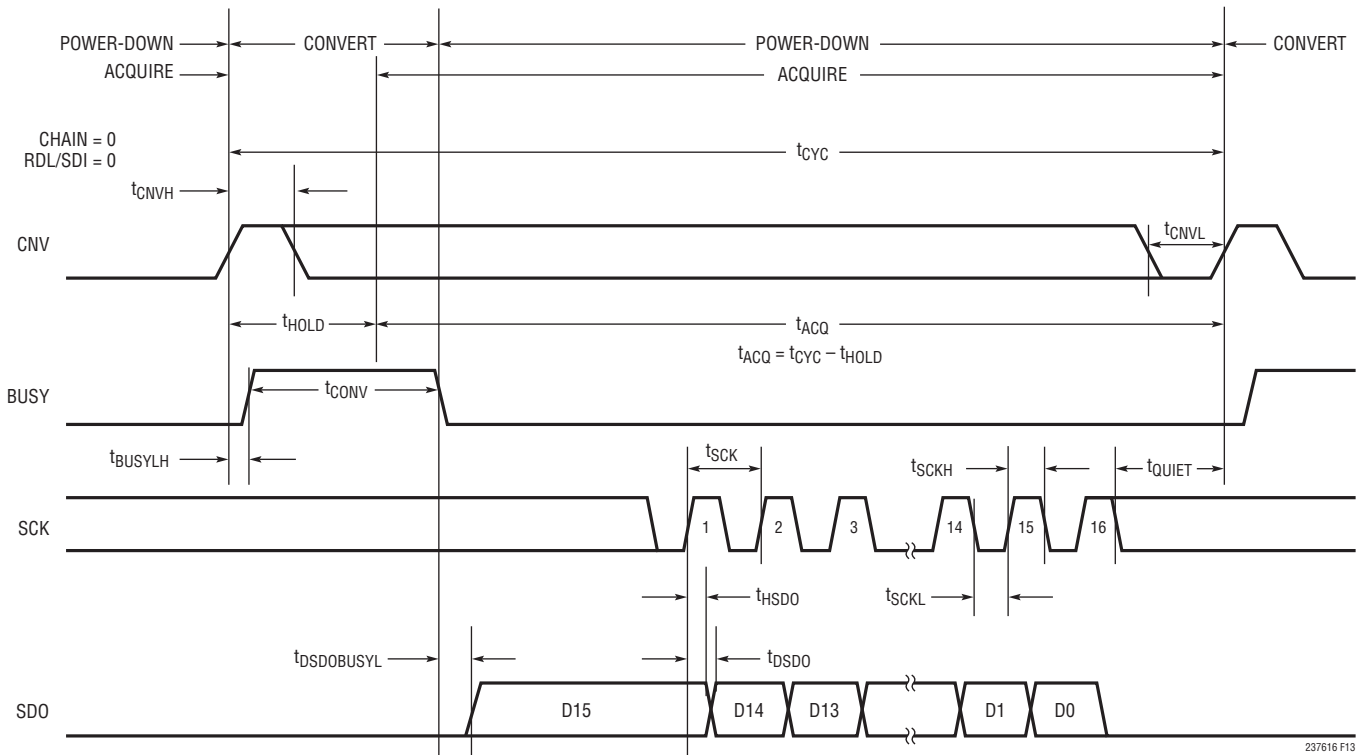 POWER-DOWN CONVERT POWER-DOWN CONVERT
ACQUIRE ACQUIRE
CHAIN = 0
RDL/SDI = 0
tCYC
tCNVH
CNV
tCNVL
tHOLD tACQ
tACQ = tCYC – tHOLD
BUSY
tCONV
tBUSYLH
tSCK tSCKH tQUIET
SCK
1 2 3 14 15 16
tHSDO tSCKL
tDSDOBUSYL tDSDO
SDO
D15 D14 D13 D1 D0
237616 F13